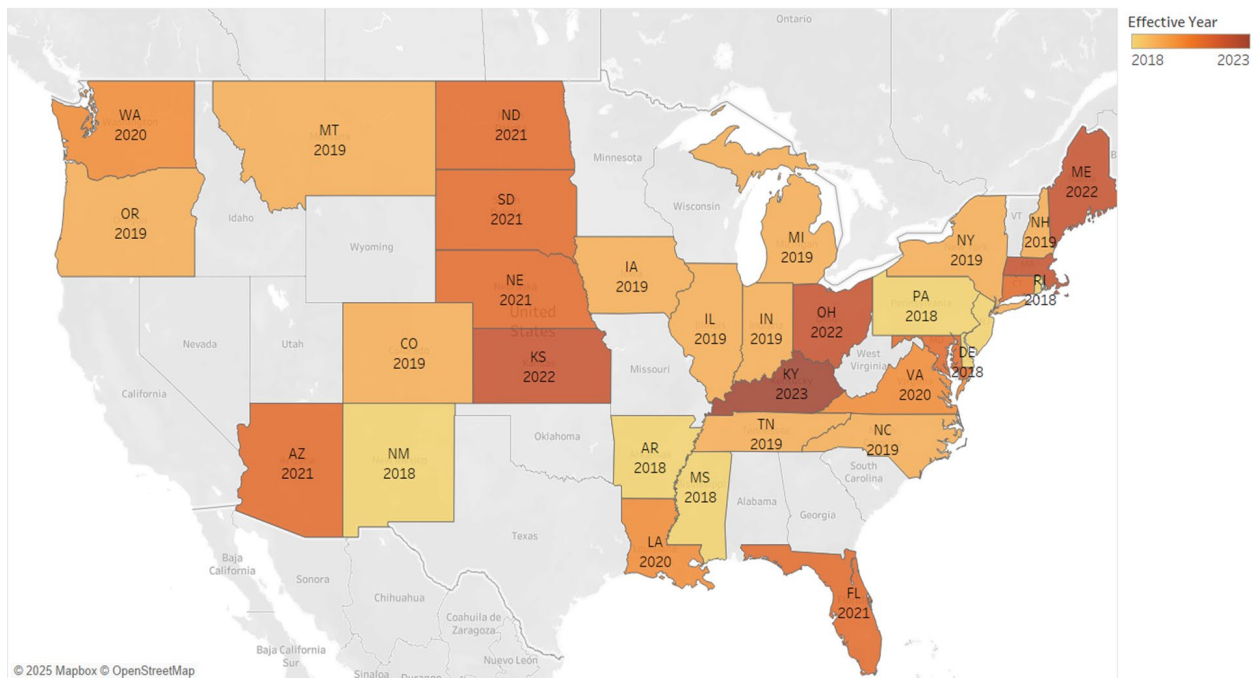 Effective Year
2018 2023
Ontario
WA
2020
MT
2019
ND
2021
Minnesota
ME
2022
OR
2019
Idaho
SD
2021
Wisconsin
MI
2019
VT
NH
2019
NY
2019
Wyoming
IA
2019
NE
2021
United
States
IL
2019
IN
2019
OH
2022
PA
2018
RI
2018
Nevada
Utah
CO
2019
KS
2022
Missouri
KY
2023
West
Virginia
DE
2018
VA
2020
California
AZ
2021
NM
2018
Oklahoma
AR
2018
TN
2019
NC
2019
South
Carolina
MS
2018
Alabama
Georgia
Texas
LA
2020
FL
2021
Baja
California
Sonora
Chihuahua
Coahuila de
Zaragoza
Baja California
Sur
Sinaloa
Durango
Nuevo León
© 2025 Mapbox © OpenStreetMap